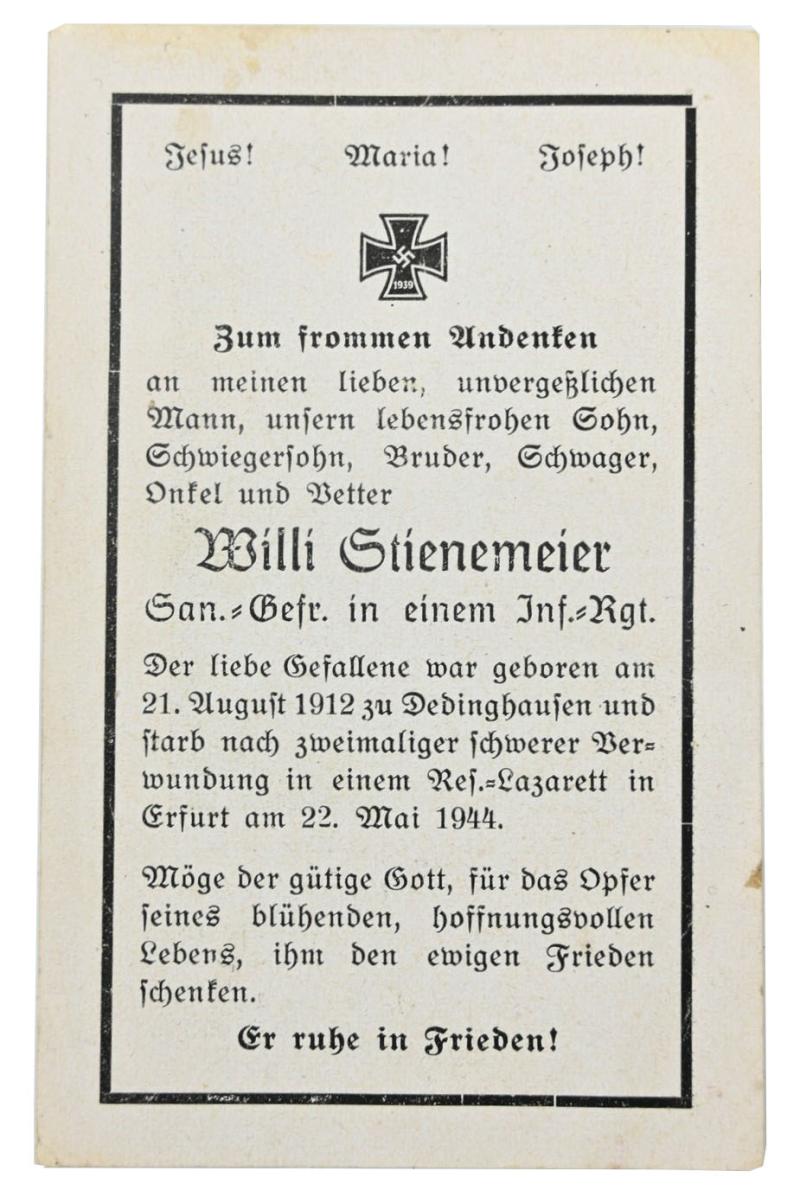 Jesus! Maria! Joseph!
1939
Zum frommen Andenken
an meinen lieben, unvergeßlichen
Mann, unsern lebensfrohen Sohn,
Schwiegersohn, Bruder, Schwager,
Onkel und Vetter
Willi Stienemeier
San.-Gefr. in einem Inf.-Rgt.
Der liebe Gefallene war geboren am
21. August 1912 zu Dedinghausen und
starb nach zweimaliger schwerer Ver-
wundung in einem Res.-Lazarett in
Erfurt am 22. Mai 1944.
Möge der gütige Gott, für das Opfer
seines blühenden, hoffnungsvollen
Lebens, ihm den ewigen Frieden
schenken.
Er ruhe in Frieden!